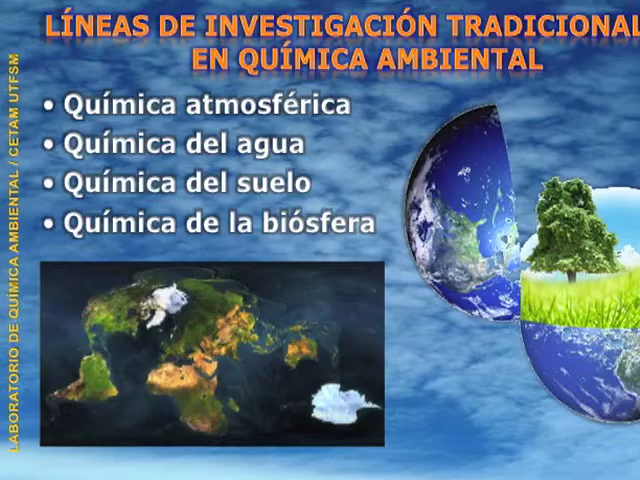 LÍNEAS DE INVESTIGACIÓN TRADICIONAL
EN QUÍMICA AMBIENTAL
• Química atmosférica
• Química del agua
• Química del suelo
• Química de la biósfera
LABORATORIO DE QUÍMICA AMBIENTAL / CETAM UTFSM